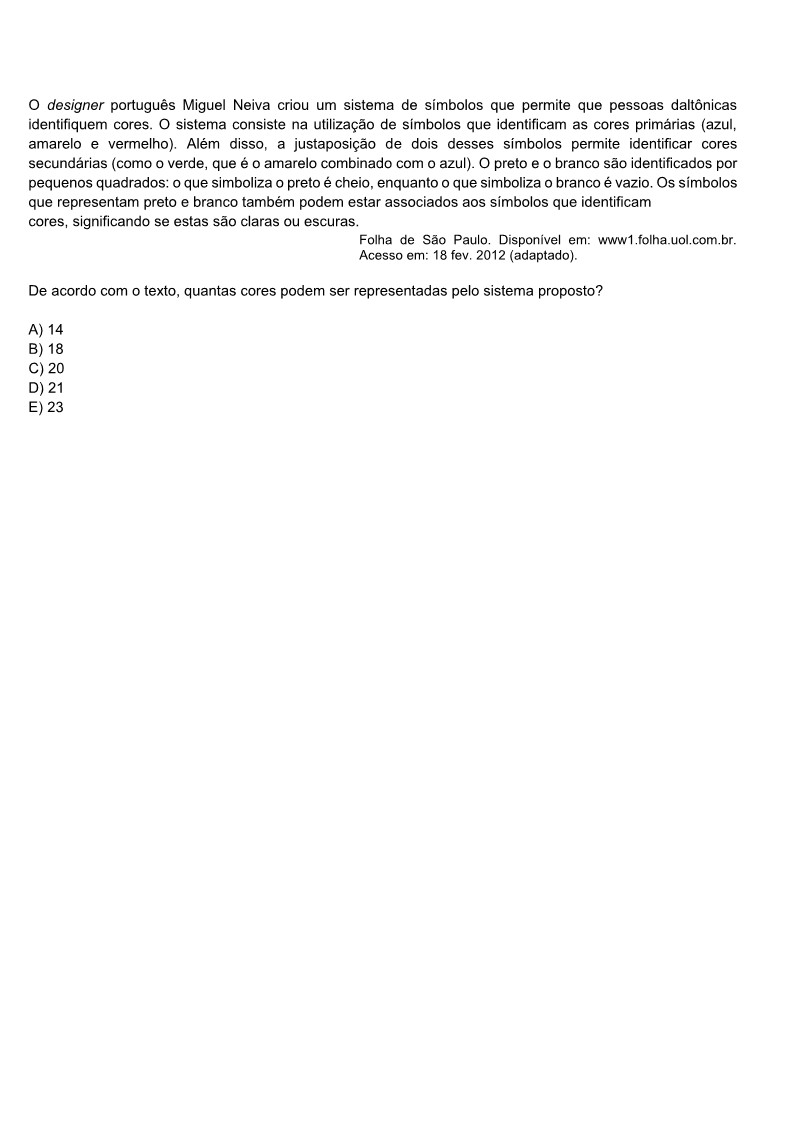 O designer português Miguel Neiva criou um sistema de símbolos que permite que pessoas daltônicas
identifiquem cores. O sistema consiste na utilização de símbolos que identificam as cores primárias (azul,
amarelo e vermelho). Além disso, a justaposição de dois desses símbolos permite identificar cores
secundárias (como o verde, que é o amarelo combinado com o azul). O preto e o branco são identificados por
pequenos quadrados: o que simboliza o preto é cheio, enquanto o que simboliza o branco é vazio. Os símbolos
que representam preto e branco também podem estar associados aos símbolos que identificam
cores, significando se estas são claras ou escuras.
Folha de São Paulo. Disponível em: www1.folha.uol.com.br.
Acesso em: 18 fev. 2012 (adaptado).
De acordo com o texto, quantas cores podem ser representadas pelo sistema proposto?
A) 14
B) 18
C) 20
D) 21
E) 23